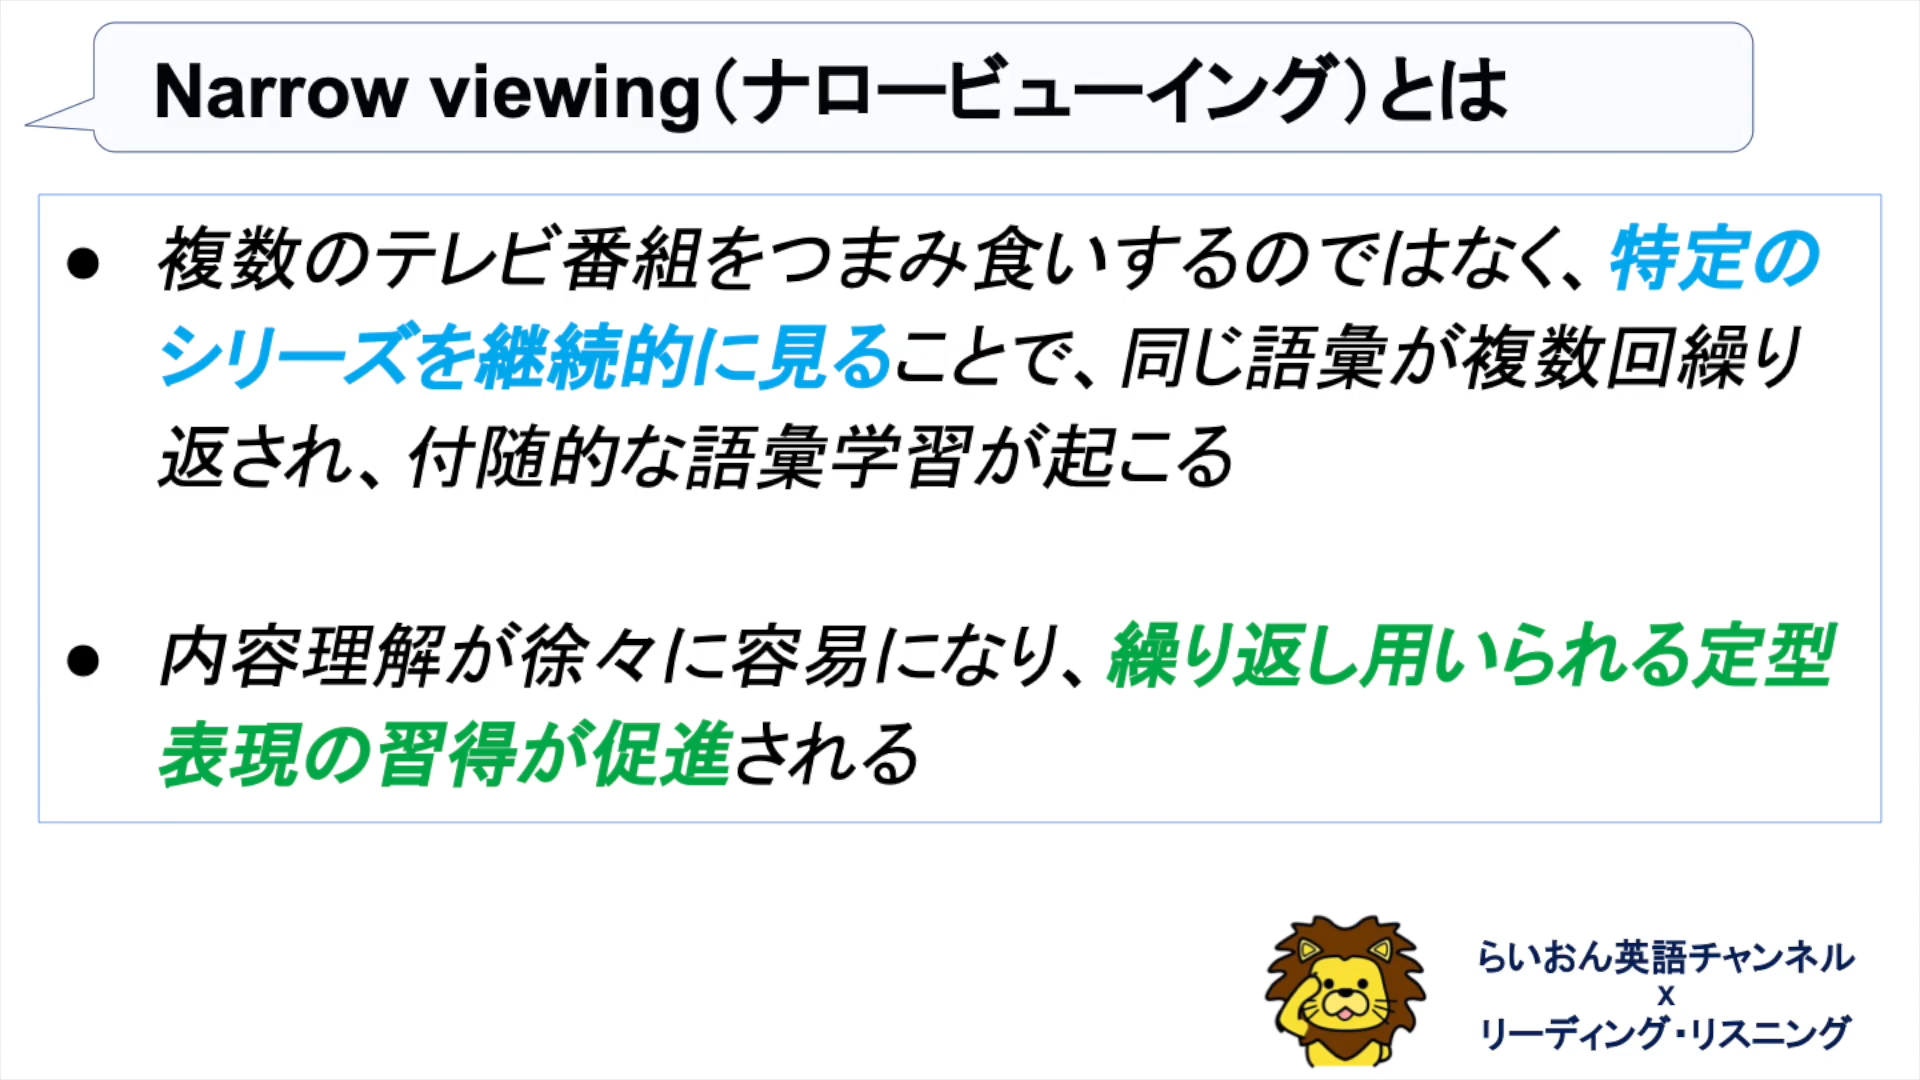 Narrow viewing（ナロービューイング）とは
● 複数のテレビ番組をつまみ食いするのではなく、特定の
シリーズを継続的に見ることで、同じ語彙が複数回繰り
返され、付随的な語彙学習が起こる
● 内容理解が徐々に容易になり、繰り返し用いられる定型
表現の習得が促進される
らいおん英語チャンネル
x
リーディング・リスニング